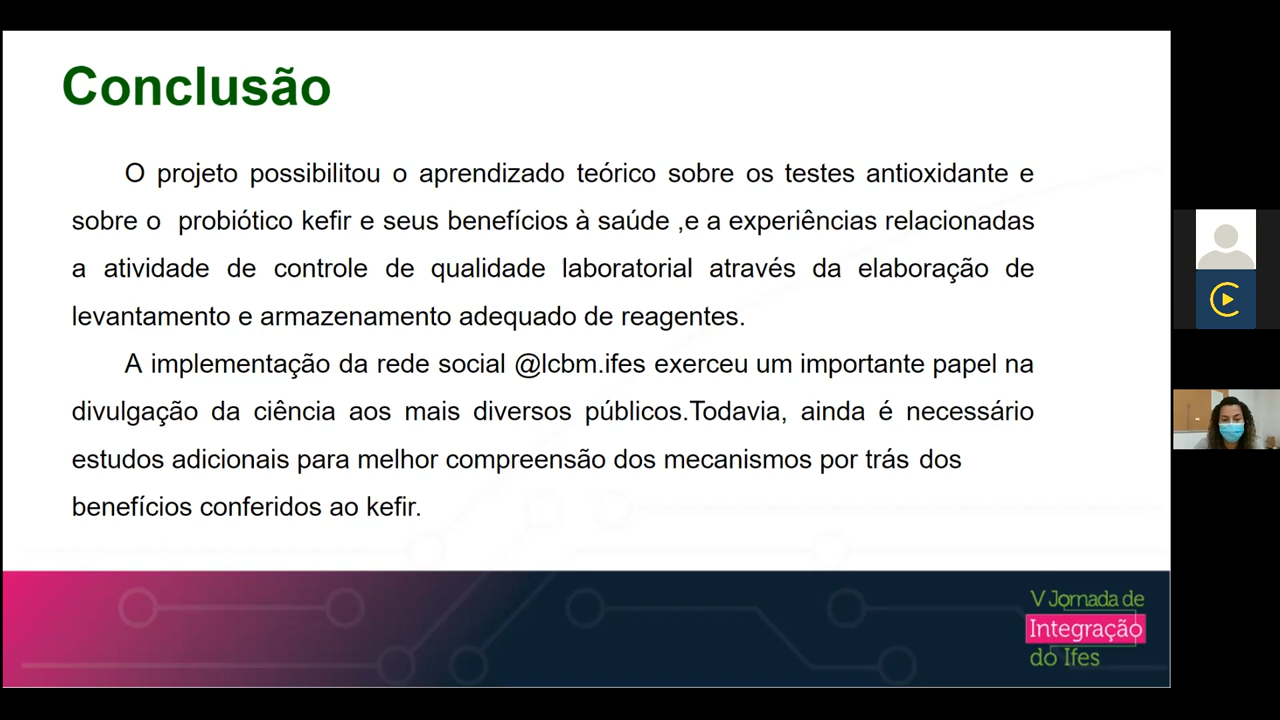 Conclusão
O projeto possibilitou o aprendizado teórico sobre os testes antioxidante e
sobre o probiótico kefir e seus benefícios à saúde ,e a experiências relacionadas
a atividade de controle de qualidade laboratorial através da elaboração de
levantamento e armazenamento adequado de reagentes.
A implementação da rede social @lcbm.ifes exerceu um importante papel na
divulgação da ciência aos mais diversos públicos.Todavia, ainda é necessário
estudos adicionais para melhor compreensão dos mecanismos por trás dos
benefícios conferidos ao kefir.
V Jornada de
Integração
do Ifes